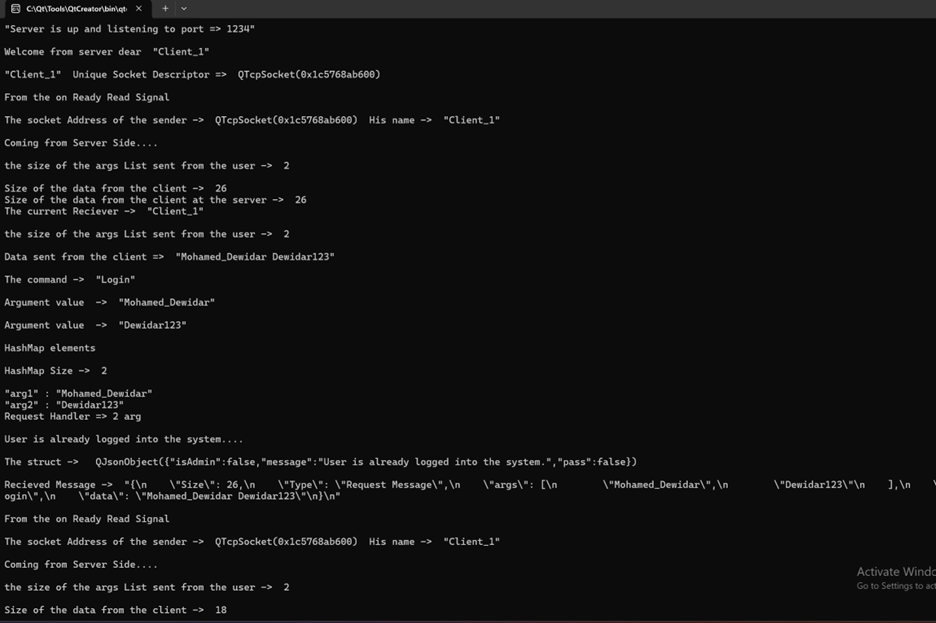 C:\Qt\Tools\QtCreator\bin\qt
"Server is up and listening to port => 1234"
Welcome from server dear  "Client_1"
"Client_1"  Unique Socket Descriptor =>  QTcpSocket(0x1c5768ab600)
From the on Ready Read Signal
The socket Address of the sender ->  QTcpSocket(0x1c5768ab600)  His name ->  "Client_1"
Coming from Server Side....
the size of the args List sent from the user ->  2
Size of the data from the client ->  26
Size of the data from the client at the server ->  26
The current Reciever ->  "Client_1"
the size of the args List sent from the user ->  2
Data sent from the client =>  "Mohamed_Dewidar Dewidar123"
The command ->  "Login"
Argument value  ->  "Mohamed_Dewidar"
Argument value  ->  "Dewidar123"
HashMap elements
HashMap Size ->  2
"arg1" : "Mohamed_Dewidar"
"arg2" : "Dewidar123"
Request Handler => 2 arg
User is already logged into the system....
The struct ->   QJsonObject({"isAdmin":false,"message":"User is already logged into the system.","pass":false})
Recieved Message ->  "{\n    \"Size\": 26,\n    \"Type\": \"Request Message\",\n    \"args\": [\n        \"Mohamed_Dewidar\",\n        \"Dewidar123\"\n    ],\n    \
ogin\",\n    \"data\": \"Mohamed_Dewidar Dewidar123\"\n}\n"
From the on Ready Read Signal
The socket Address of the sender ->  QTcpSocket(0x1c5768ab600)  His name ->  "Client_1"
Coming from Server Side....
the size of the args List sent from the user ->  2
Size of the data from the client ->  18
Activate Windo
Go to Settings to act